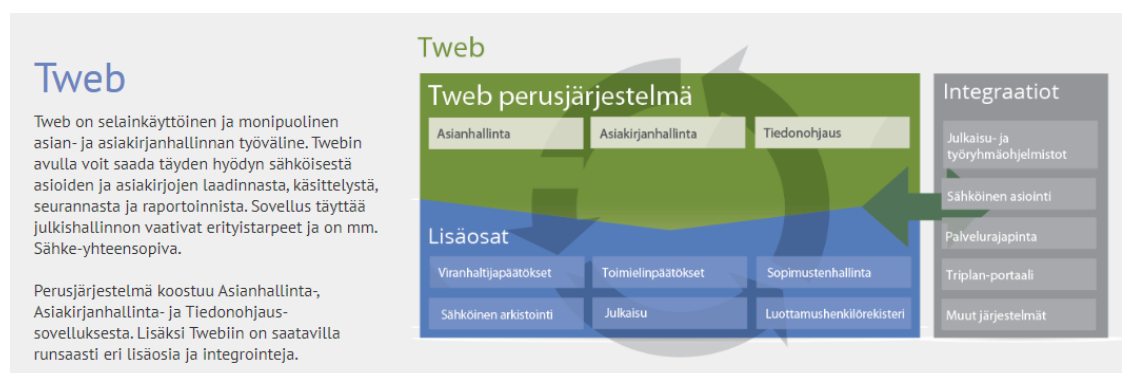 Tweb
Tweb on selainkäyttöinen ja monipuolinen
asian- ja asiakirjanhallinnan työväline. Twebin
avulla voit saada täyden hyödyn sähköisestä
asioiden ja asiakirjojen laadinnasta, käsittelystä,
seurannasta ja raportoinnista. Sovellus täyttää
julkishallinnon vaativat erityistarpeet ja on mm.
Sähke-yhteensopiva.
Perusjärjestelmä koostuu Asianhallinta-,
Asiakirjanhallinta- ja Tiedonohjaus-
sovelluksesta. Lisäksi Twebiin on saatavilla
runsaasti eri lisäosia ja integrointeja.
Tweb
Tweb perusjärjestelmä
Asianhallinta
Asiakirjanhallinta
Tiedonohjaus
Lisäosat
Viranhaltijapäätökset
Toimielinpäätökset
Sopimustenhallinta
Sähköinen arkistointi
Julkaisu
Luottamushenkilörekisteri
Integraatiot
Julkaisu- ja
työryhmäohjelmistot
Sähköinen asiointi
Palvelurajapinta
Triplan-portaali
Muut järjestelmät